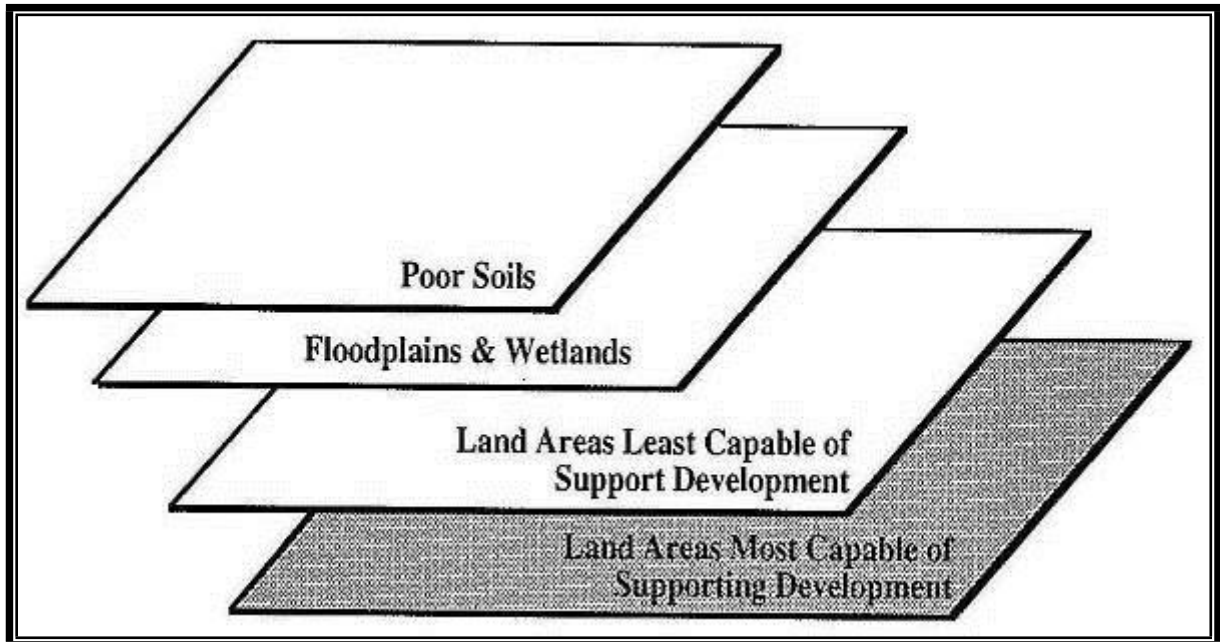 Poor Soils
Floodplains & Wetlands
Land Areas Least Capable of
Support Development
Land Areas Most Capable of
Supporting Development